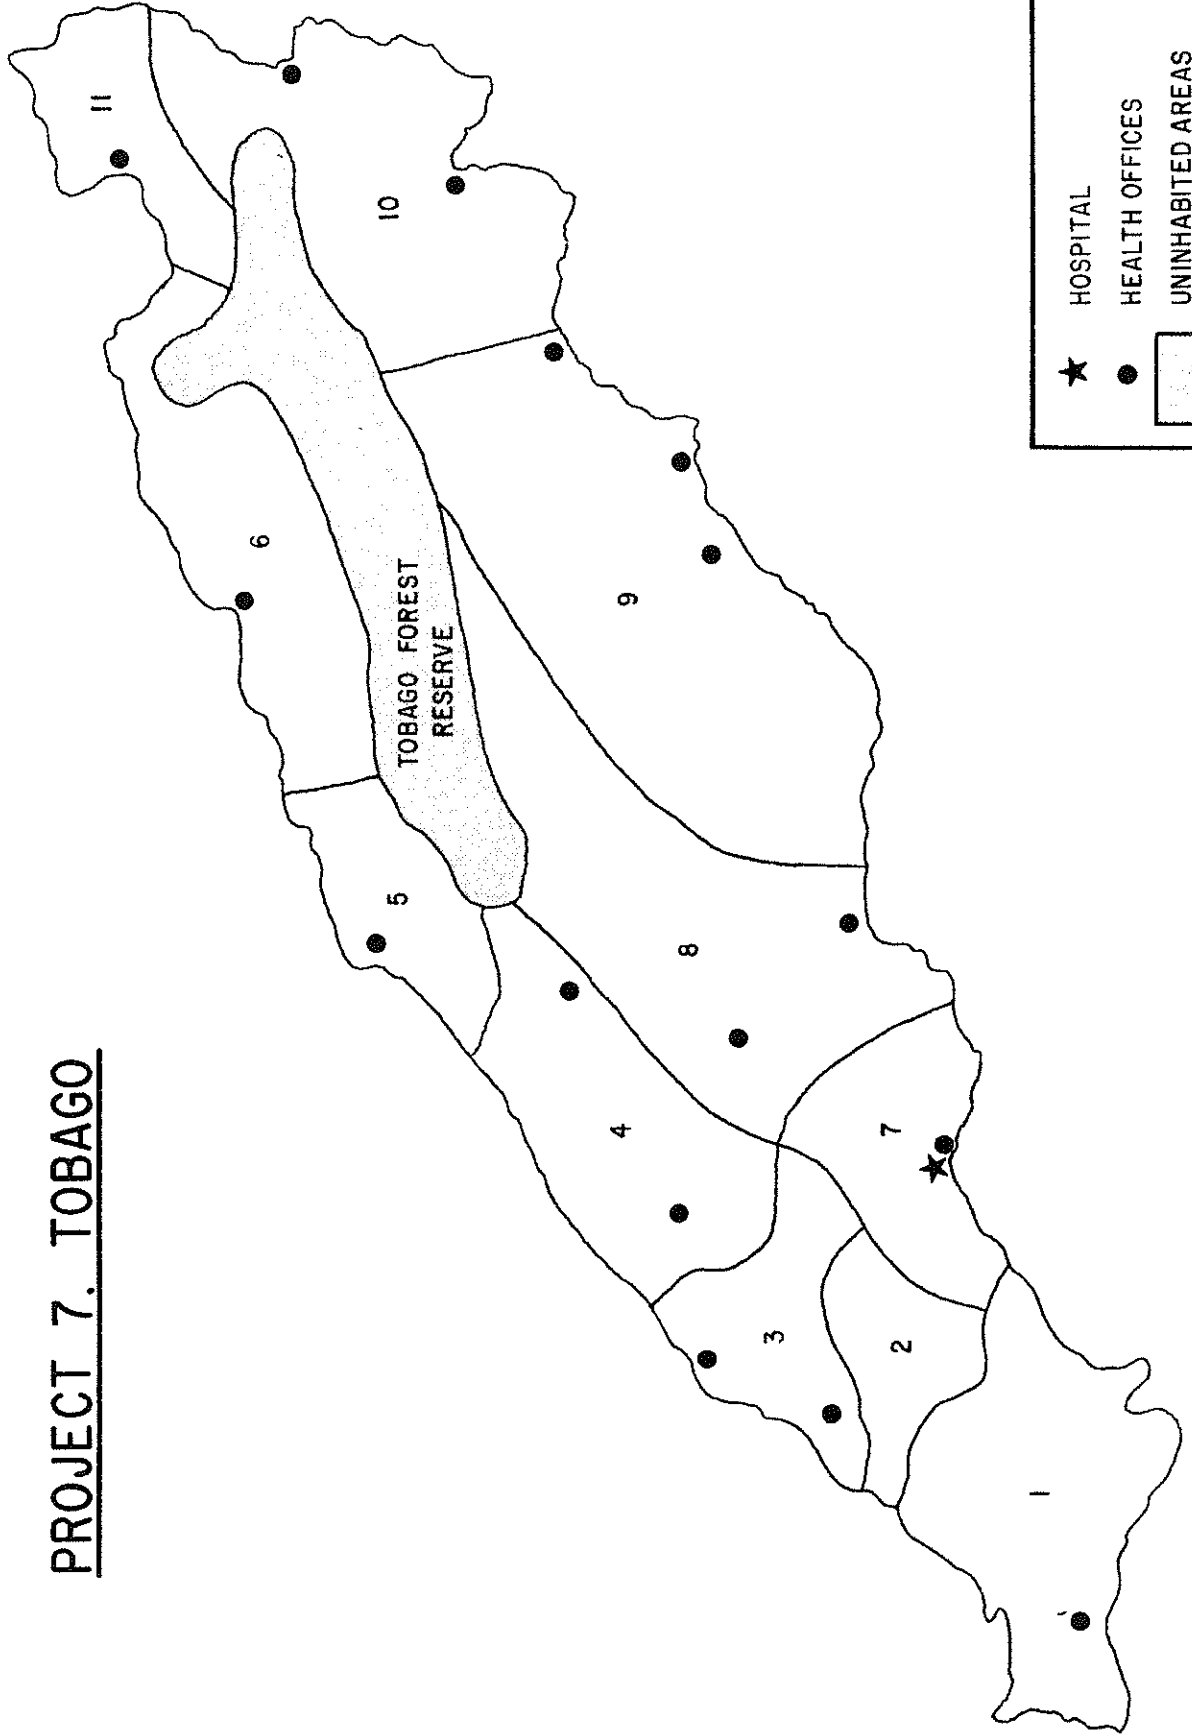 PROJECT 7. TOBAGO
11
10
6
TOBAGO FOREST
RESERVE
9
5
8
4
7
3
2
1
HOSPITAL
HEALTH OFFICES
UNINHABITED AREAS